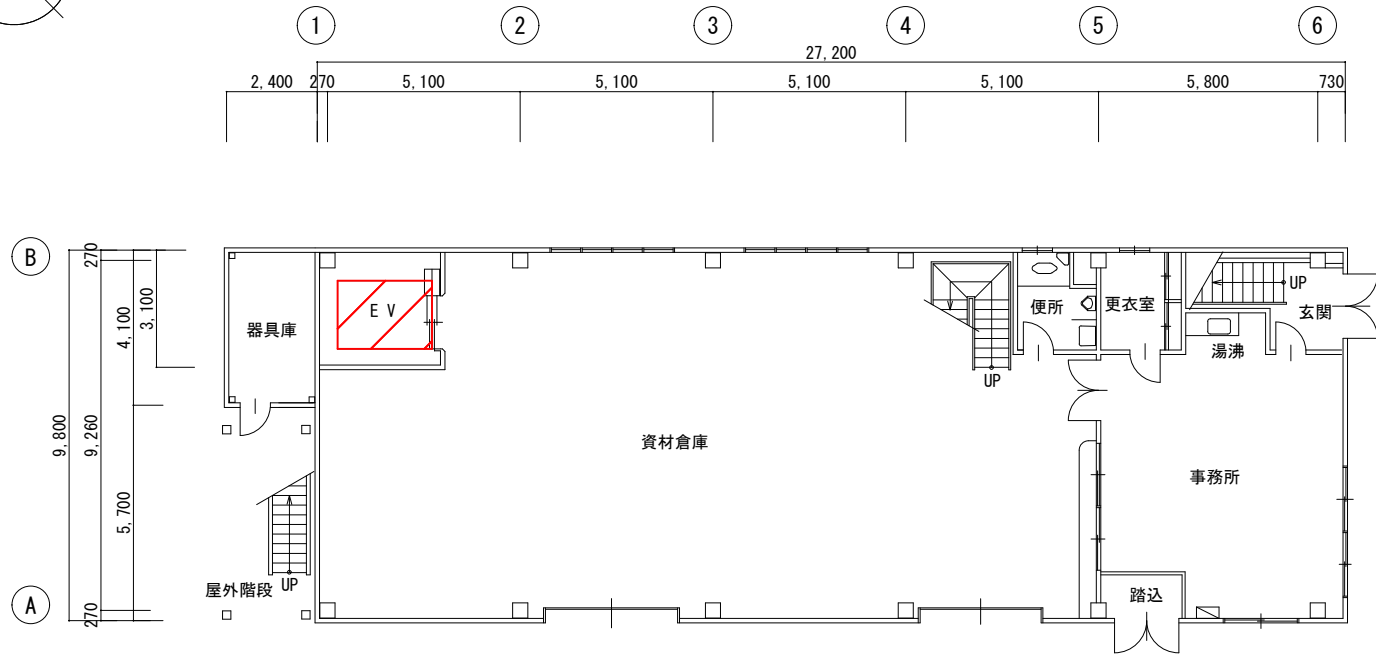 1 2 3 4 5 6
27,200
2,400 270 5,100 5,100 5,100 5,100 5,800 730
B
A
270
3,100
4,100
9,260
9,800
5,700
270
器具庫
EV
便所
更衣室
UP
玄関
湯沸
UP
資材倉庫
事務所
屋外階段
UP
踏込